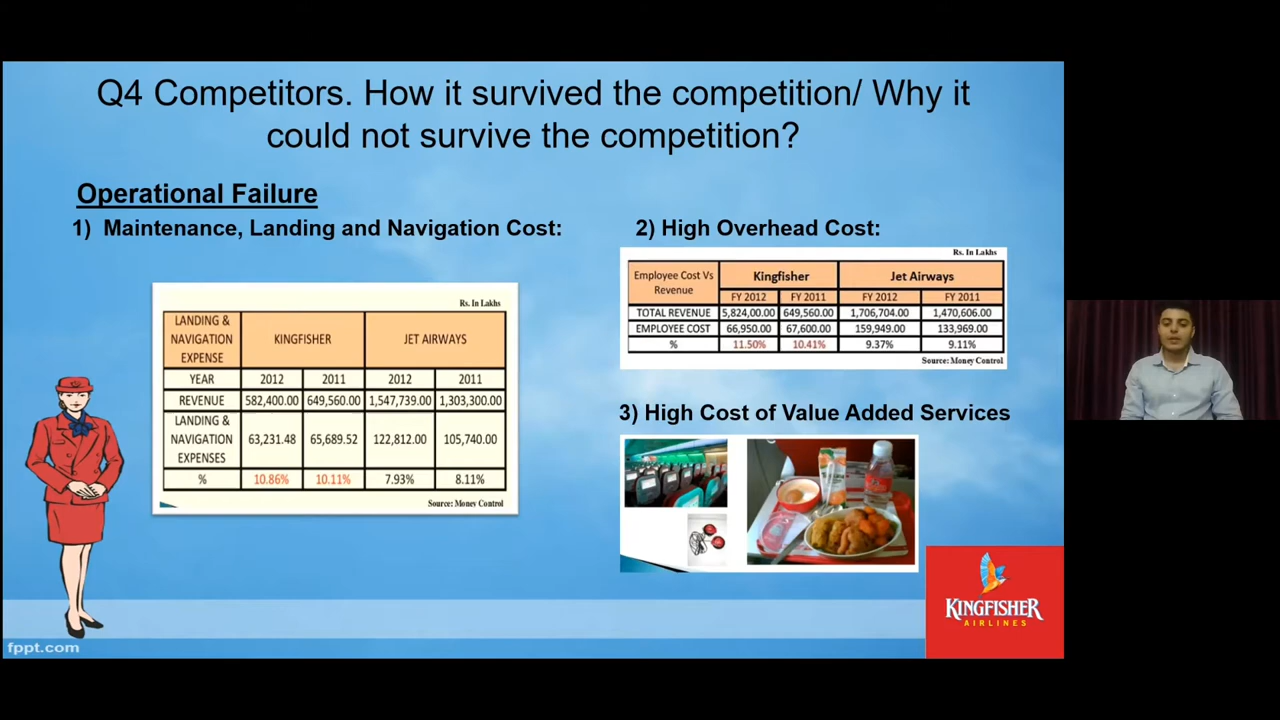 Q4 Competitors. How it survived the competition/ Why it
could not survive the competition?
Operational Failure
1) Maintenance, Landing and Navigation Cost:
Rs. In Lakhs
LANDING &
NAVIGATION
EXPENSE
KINGFISHER
JET AIRWAYS
YEAR 2012 2011 2012 2011
REVENUE 582,400.00 649,560.00 1,547,739.00 1,303,300.00
LANDING &
NAVIGATION
EXPENSES
63,231.48 65,689.52 122,812.00 105,740.00
% 10.86% 10.11% 7.93% 8.11%
Source: Money Control
2) High Overhead Cost:
Rs. In Lakhs
Employee Cost Vs
Revenue
Kingfisher Jet Airways
FY 2012 FY 2011 FY 2012 FY 2011
TOTAL REVENUE 5,824,00.00 649,560.00 1,706,704.00 1,470,606.00
EMPLOYEE COST 66,950.00 67,600.00 159,949.00 133,969.00
% 11.50% 10.41% 9.37% 9.11%
Source: Money Control
3) High Cost of Value Added Services
KINGFISHER
AIRLINES
fppt.com